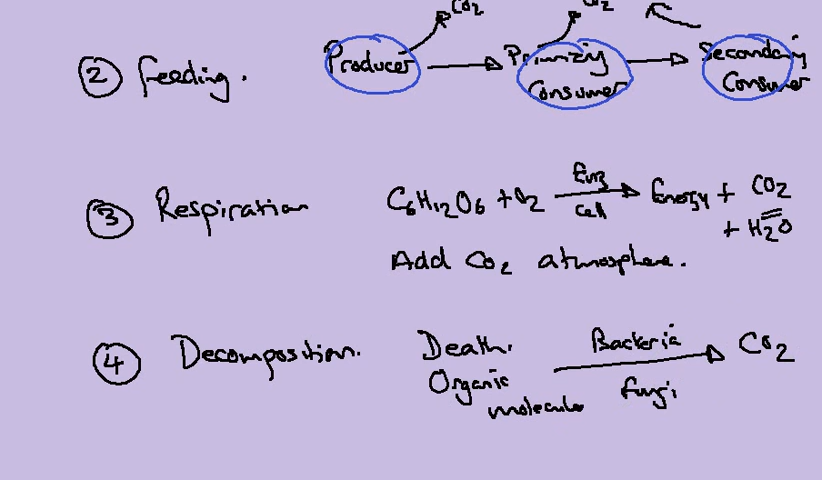 CO2
② Feeding.
Producer → Primary Consumer → Secondary Consumer
③ Respiration
C6H12O6 + O2 Enz cell → Energy + CO2
+ H2O
Add CO2 atmosphere.
④ Decomposition.
Death.
Bacteria → CO2
Organic molecules
Fungi